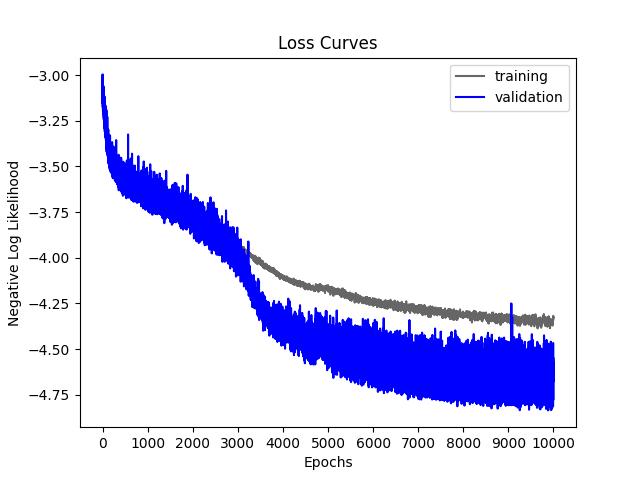 Loss Curves
training
validation
Negative Log Likelihood
−3.00
−3.25
−3.50
−3.75
−4.00
−4.25
−4.50
−4.75
0 1000 2000 3000 4000 5000 6000 7000 8000 9000 10000
Epochs